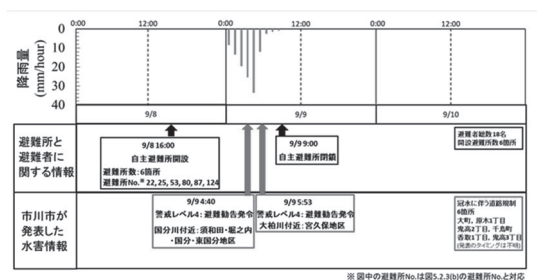 0:00 12:00 0:00 12:00 0:00 12:00
降雨量
(mm/hour)
0
10
20
30
40
9/8 9/9 9/10
避難所と
避難者に
関する情報
9/8 16:00
自主避難所開設
避難所数:6箇所
避難所No.※ 22, 25, 53, 80, 87, 124
9/9 9:00
自主避難所閉鎖
避難者総数18名
開設避難所数6箇所
市川市が
発表した
水害情報
9/9 4:40
警戒レベル4:避難勧告発令
国分川付近:須和田・堀之内
・国分・東国分地区
9/9 5:53
警戒レベル4:避難勧告発令
大柏川付近:宮久保地区
冠水に伴う道路規制
6箇所
大町, 原木1丁目
鬼高2丁目, 千鳥町
香取1丁目, 鬼高3丁目
(発表のタイミングは不明)
※ 図中の避難所No.は図5.2.3(b)の避難所No.と対応